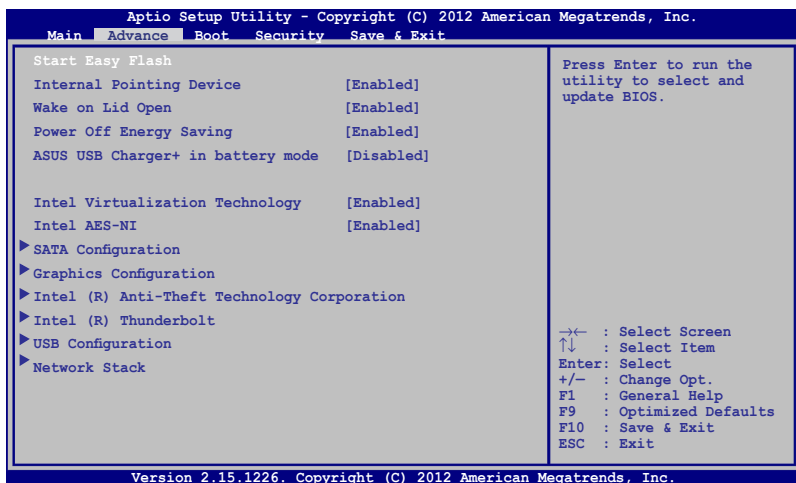 Aptio Setup Utility - Copyright (C) 2012 American Megatrends, Inc.
Main Advance Boot Security Save & Exit
Start Easy Flash
Internal Pointing Device [Enabled]
Wake on Lid Open [Enabled]
Power Off Energy Saving [Enabled]
ASUS USB Charger+ in battery mode [Disabled]
Intel Virtualization Technology [Enabled]
Intel AES-NI [Enabled]
SATA Configuration
Graphics Configuration
Intel (R) Anti-Theft Technology Corporation
Intel (R) Thunderbolt
USB Configuration
Network Stack
Press Enter to run the
utility to select and
update BIOS.
→← : Select Screen
↑↓ : Select Item
Enter: Select
+/— : Change Opt.
F1 : General Help
F9 : Optimized Defaults
F10 : Save & Exit
ESC : Exit
Version 2.15.1226. Copyright (C) 2012 American Megatrends, Inc.